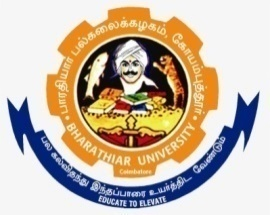 பாரதியார் பல்கலைக்கழகம், கோயம்புத்தூர்
BHARATHIAR UNIVERSITY
Coimbatore
பல கல்விதந்து இந்தப்பாரை உயர்த்திட வேண்டும்
EDUCATE TO ELEVATE